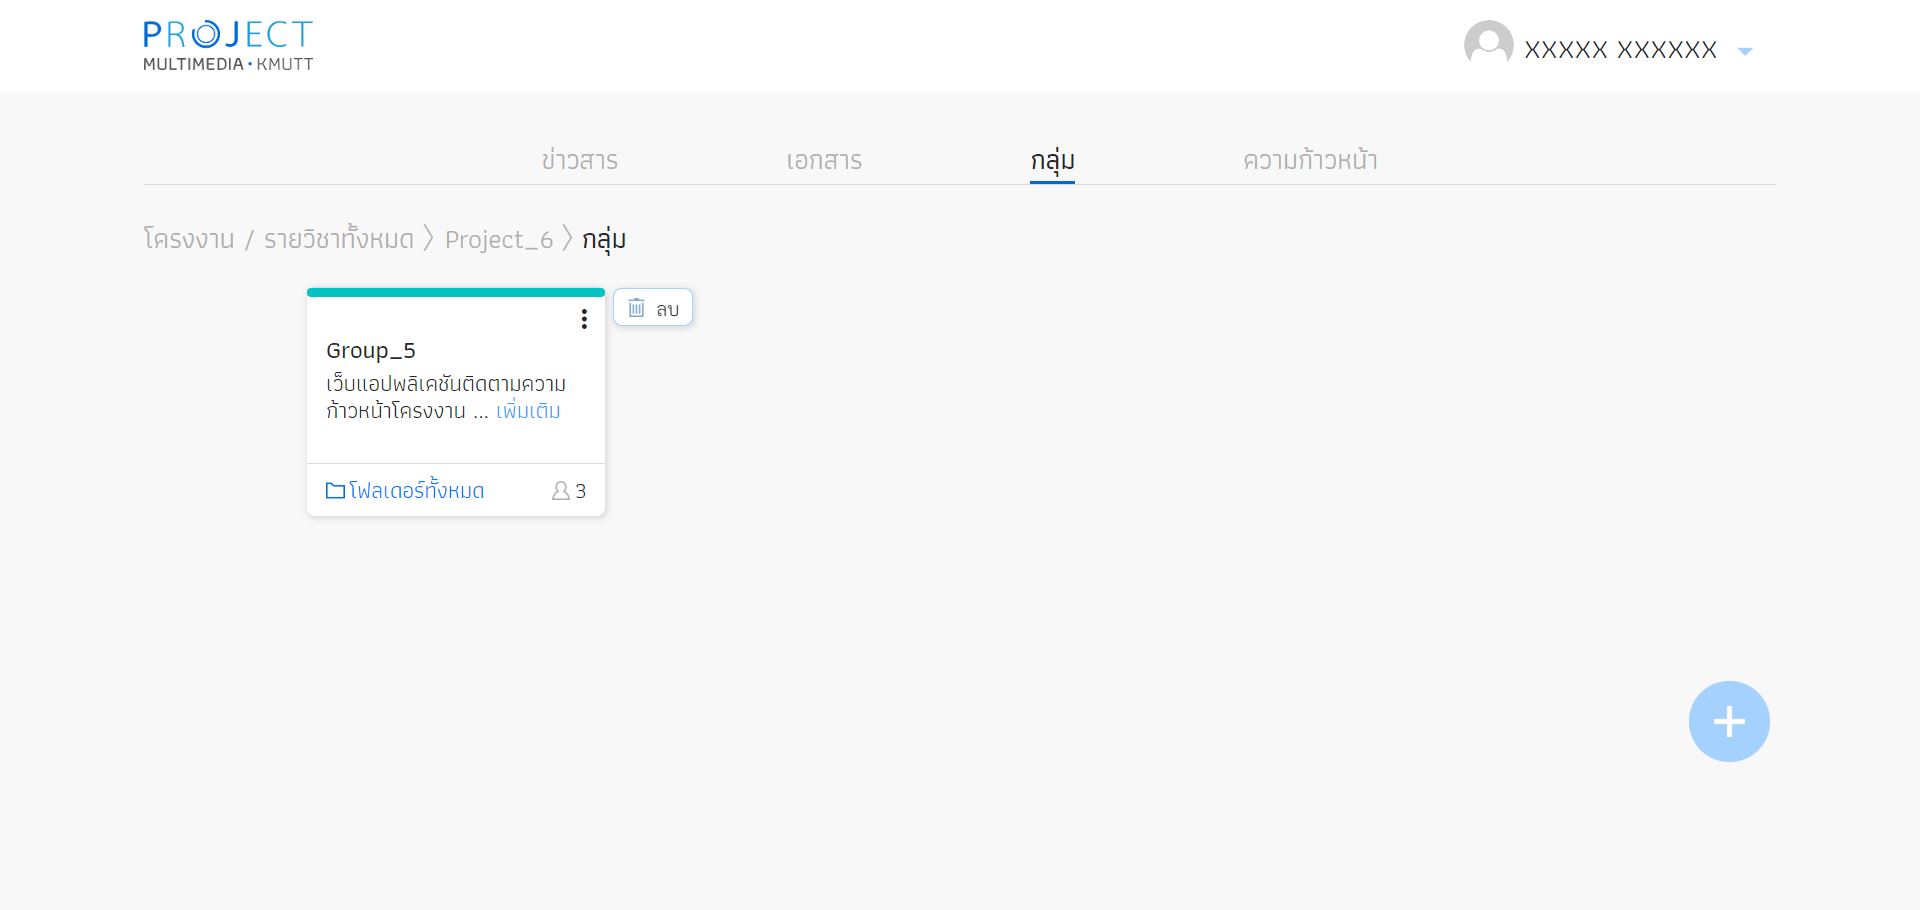 PROJECT
MULTIMEDIA • KMUTT
XXXXX XXXXXX
ข่าวสาร เอกสาร กลุ่ม ความก้าวหน้า
โครงงาน / รายวิชาทั้งหมด 〉 Project_6 〉 กลุ่ม
ลบ
Group_5
เว็บแอปพลิเคชันติดตามความ
ก้าวหน้าโครงงาน ... เพิ่มเติม
โฟลเดอร์ทั้งหมด 3